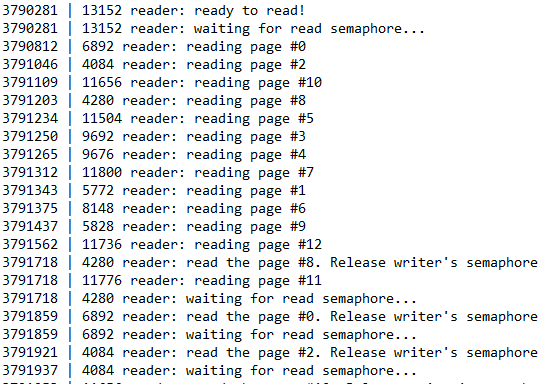 3790281 | 13152 reader: ready to read!
3790281 | 13152 reader: waiting for read semaphore...
3790812 | 6892 reader: reading page #0
3791046 | 4084 reader: reading page #2
3791109 | 11656 reader: reading page #10
3791203 | 4280 reader: reading page #8
3791234 | 11504 reader: reading page #5
3791250 | 9692 reader: reading page #3
3791265 | 9676 reader: reading page #4
3791312 | 11800 reader: reading page #7
3791343 | 5772 reader: reading page #1
3791375 | 8148 reader: reading page #6
3791437 | 5828 reader: reading page #9
3791562 | 11736 reader: reading page #12
3791718 | 4280 reader: read the page #8. Release writer's semaphore
3791718 | 11776 reader: reading page #11
3791718 | 4280 reader: waiting for read semaphore...
3791859 | 6892 reader: read the page #0. Release writer's semaphore
3791859 | 6892 reader: waiting for read semaphore...
3791921 | 4084 reader: read the page #2. Release writer's semaphore
3791937 | 4084 reader: waiting for read semaphore...